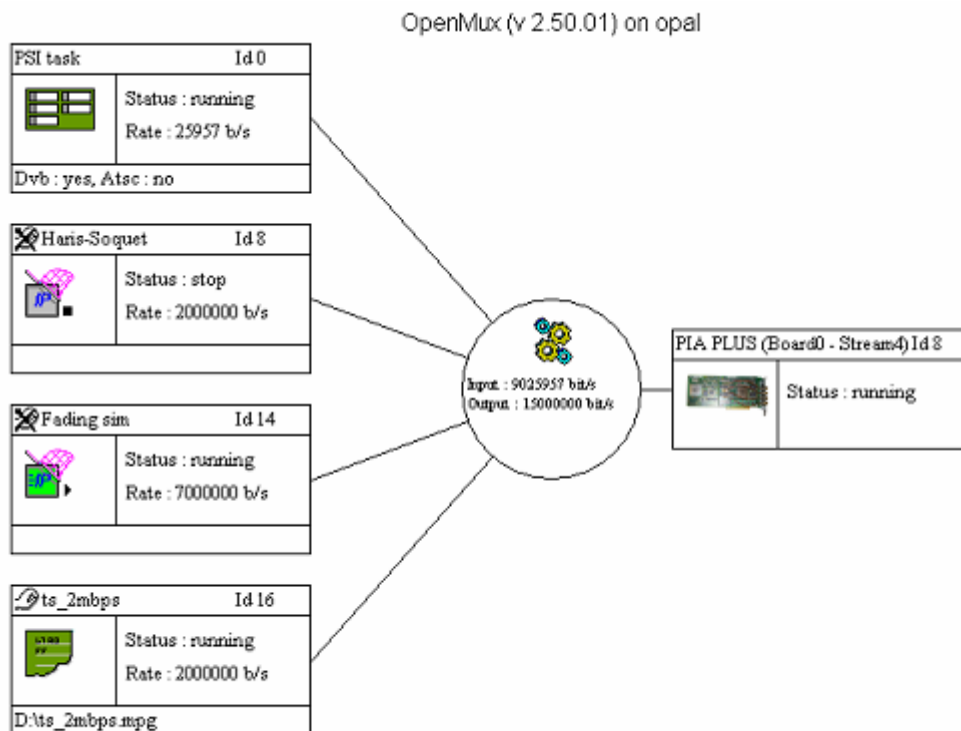 OpenMux (v 2.50.01) on opal
PSI task Id 0
Status : running
Rate : 25957 b/s
Dvb : yes, Atsc : no
Haris-Soquet Id 8
Status : stop
Rate : 2000000 b/s
Fading sim Id 14
Status : running
Rate : 7000000 b/s
ts_2mbps Id 16
Status : running
Rate : 2000000 b/s
D:\ts_2mbps.mpg
Input : 9025957 bit/s
Output : 15000000 bit/s
PIA PLUS (Board0 - Stream4) Id 8
Status : running